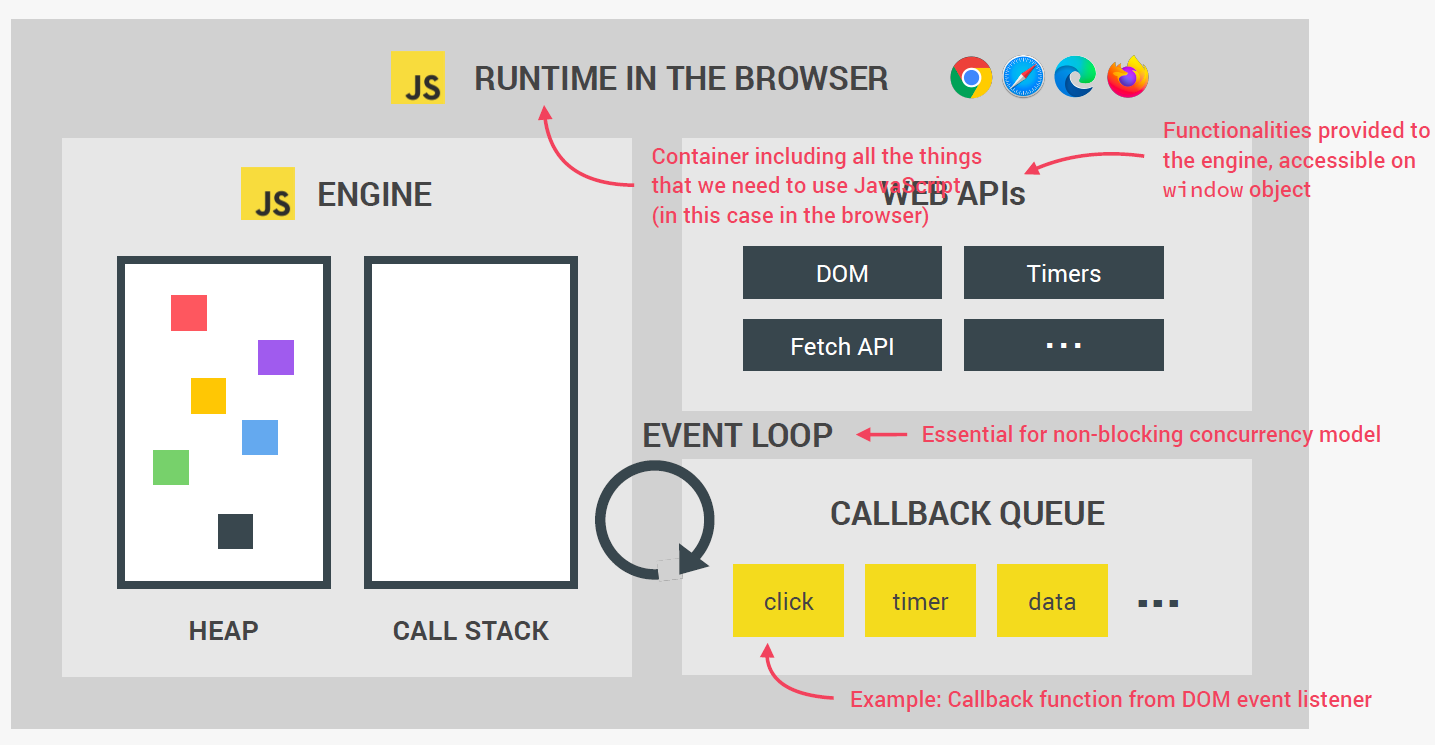 JS RUNTIME IN THE BROWSER
Functionalities provided to
the engine, accessible on
window object
Container including all the things
that we need to use JavaScript
(in this case in the browser)
JS ENGINE
WEB APIs
DOM
Timers
Fetch API
...
EVENT LOOP
Essential for non-blocking concurrency model
CALLBACK QUEUE
click
timer
data
...
HEAP
CALL STACK
Example: Callback function from DOM event listener